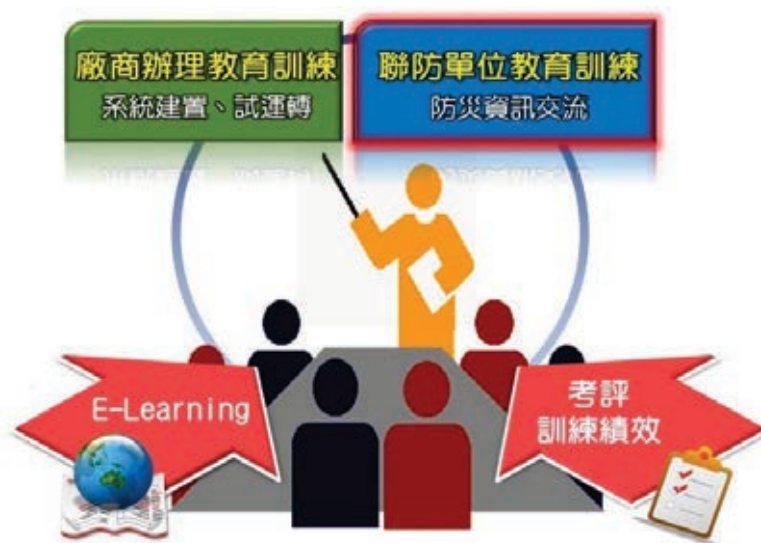 廠商辦理教育訓練
系統建置、試運轉
聯防單位教育訓練
防災資訊交流
E-Learning
考評
訓練績效